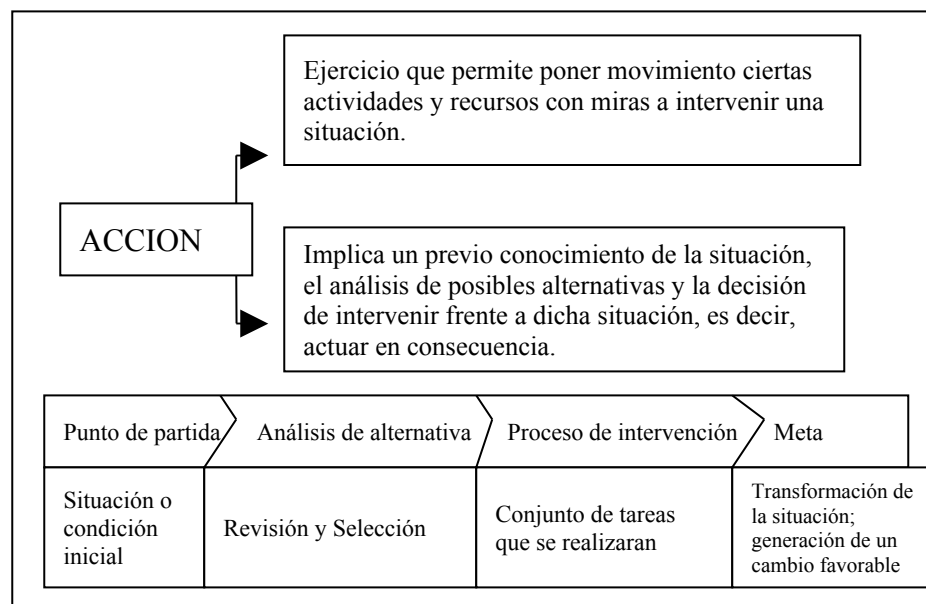 Ejercicio que permite poner movimiento ciertas
actividades y recursos con miras a intervenir una
situación.
ACCION
Implica un previo conocimiento de la situación,
el análisis de posibles alternativas y la decisión
de intervenir frente a dicha situación, es decir,
actuar en consecuencia.
Punto de partida
Análisis de alternativa
Proceso de intervención
Meta
Situación o
condición
inicial
Revisión y Selección
Conjunto de tareas
que se realizaran
Transformación de
la situación;
generación de un
cambio favorable